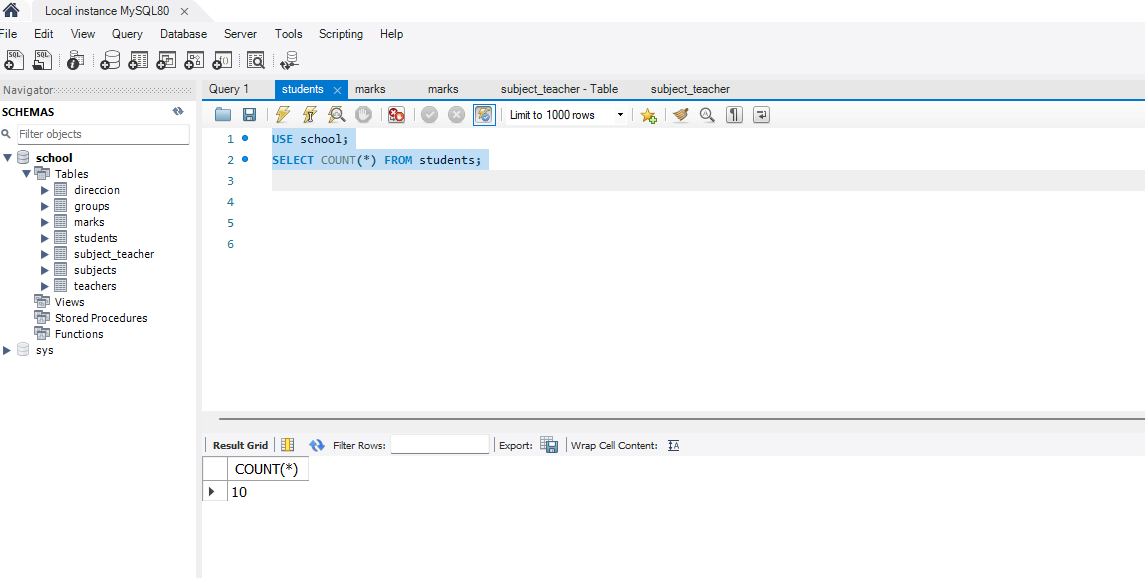 Local instance MySQL80
File Edit View Query Database Server Tools Scripting Help
Navigator
SCHEMAS
Filter objects
school
Tables
direccion
groups
marks
students
subject_teacher
subjects
teachers
Views
Stored Procedures
Functions
sys
Query 1 students marks marks subject_teacher - Table subject_teacher
Limit to 1000 rows
1 USE school;
2 SELECT COUNT(*) FROM students;
3
4
5
6
Result Grid Filter Rows: Export: Wrap Cell Content:
COUNT(*)
10